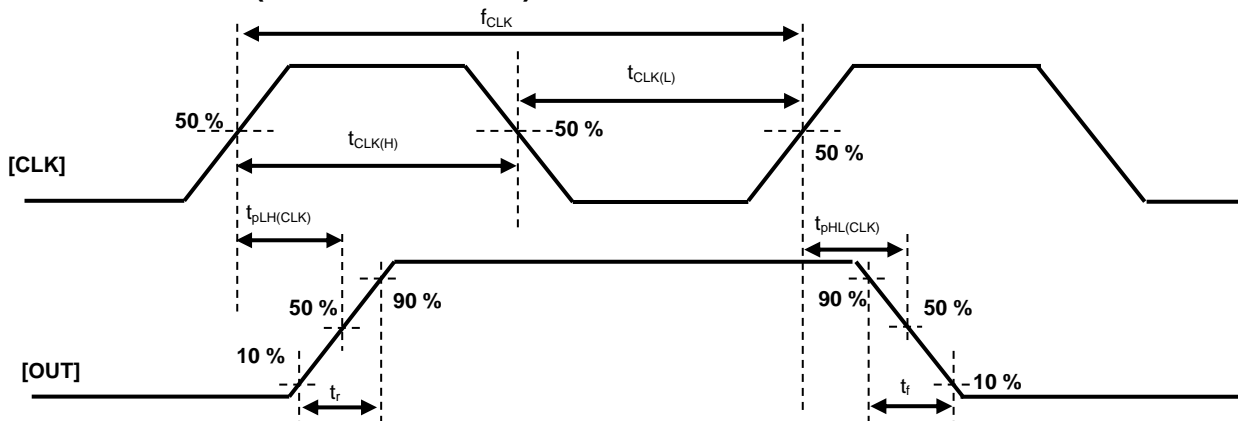 fCLK
tCLK(L)
50 %
50 %
tCLK(H)
50 %
[CLK]
tpLH(CLK)
tpHL(CLK)
50 %
90 %
90 %
50 %
10 %
[OUT]
tr
tf
10 %